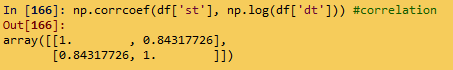 In [166]: np.corrcoef(df['st'], np.log(df['dt'])) #correlation
Out[166]:
array([[1.        , 0.84317726],
       [0.84317726, 1.        ]])